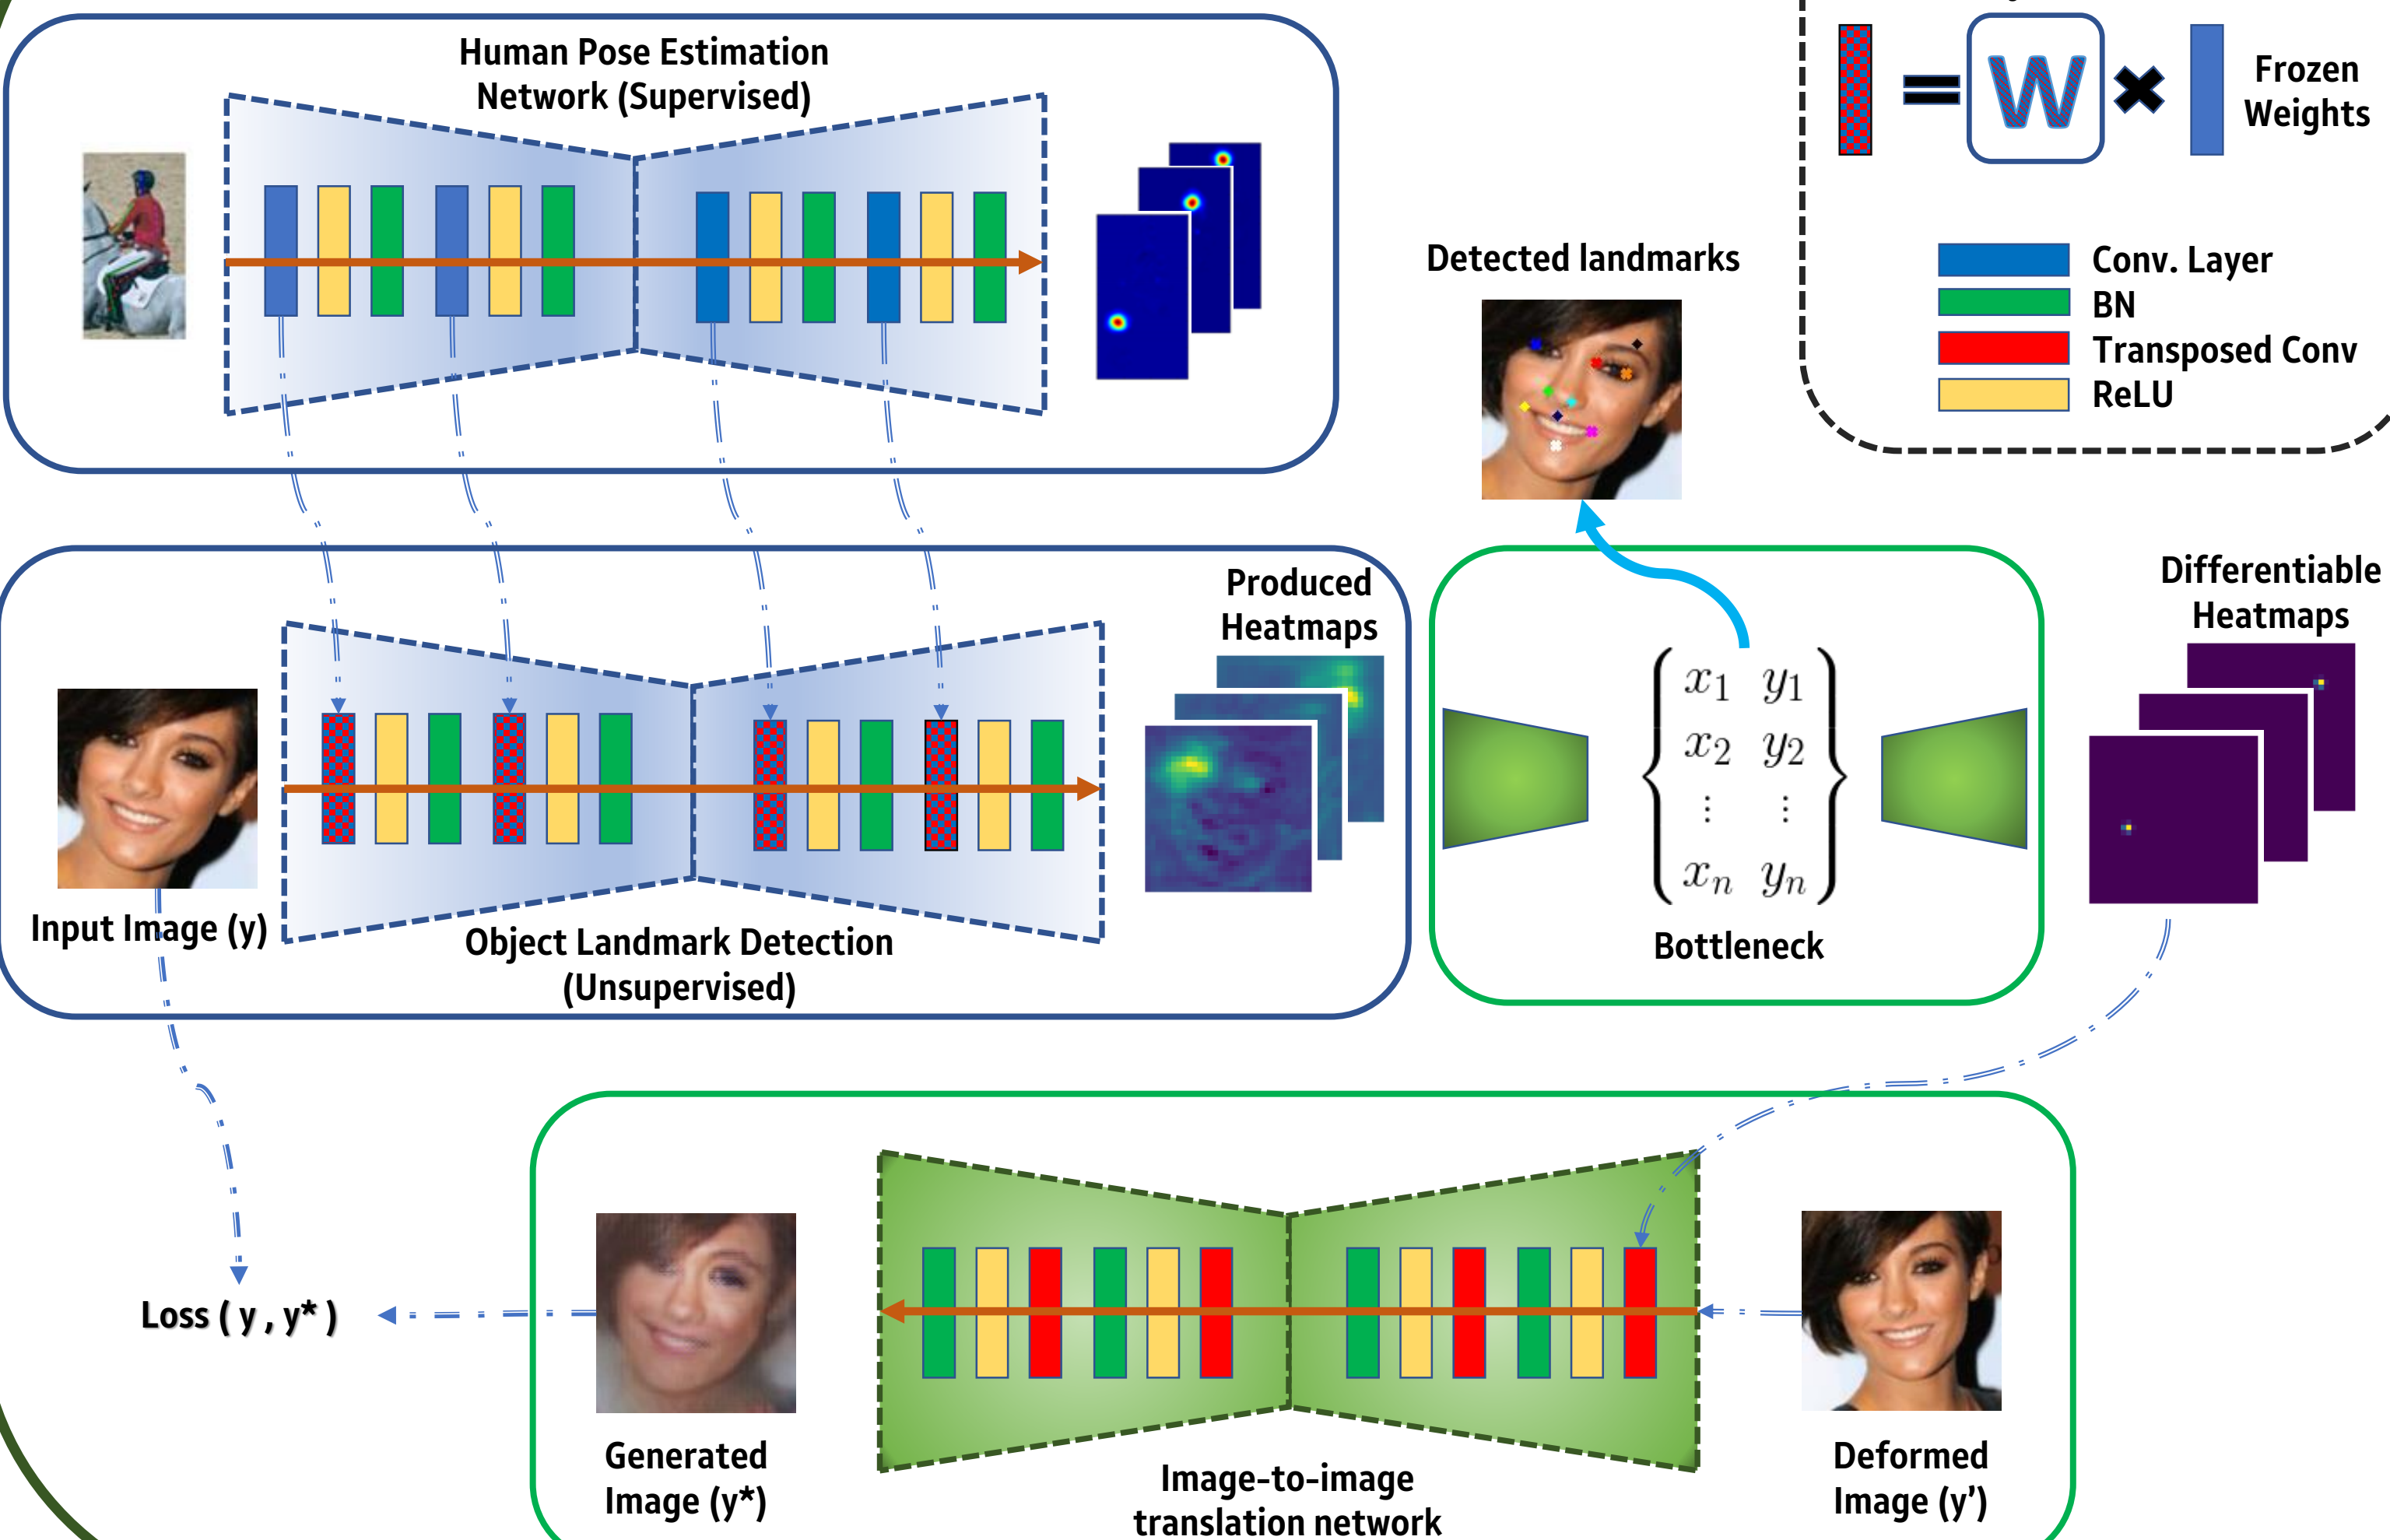 Human Pose Estimation
Network (Supervised)
W
Frozen
Weights
Conv. Layer
BN
Transposed Conv
ReLU
Detected landmarks
Produced
Heatmaps
Differentiable
Heatmaps
x1 y1
x2 y2
⋮ ⋮
xn yn
Bottleneck
Input Image (y)
Object Landmark Detection
(Unsupervised)
Loss ( y , y* )
Generated
Image (y*)
Image-to-image
translation network
Deformed
Image (y’)